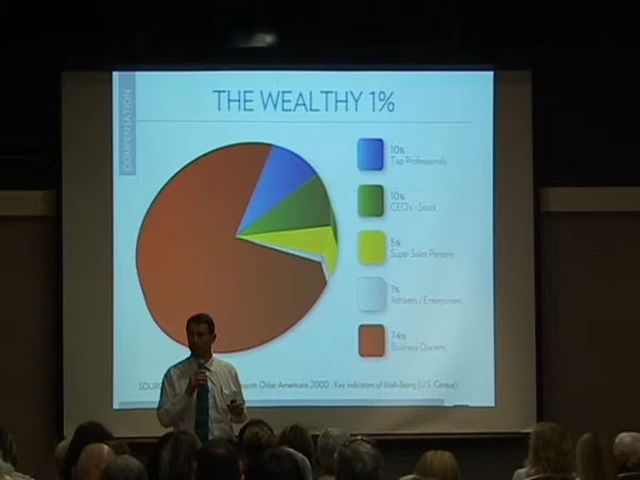 COMPENSATION
THE WEALTHY 1%
10%
Top Professionals
10%
CEO's - Stock
5%
Super Sales Persons
1%
Athletes / Entertainers
74%
Business Owners
SOUR Older Americans 2000 : Key Indicators of Well-Being (U.S. Census)